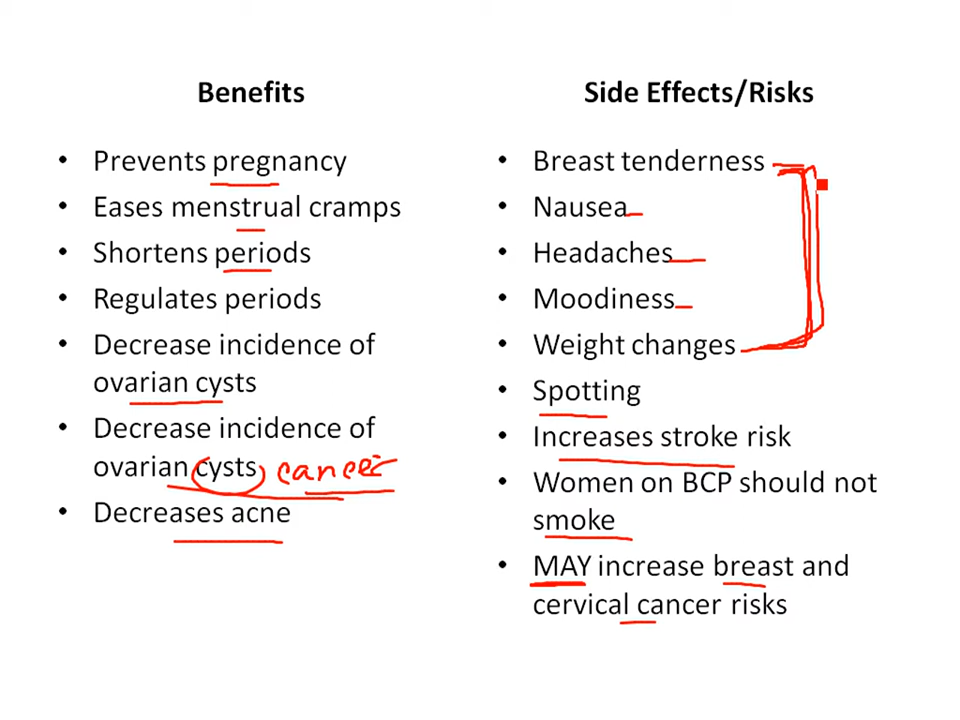 Benefits
• Prevents pregnancy
• Eases menstrual cramps
• Shortens periods
• Regulates periods
• Decrease incidence of
ovarian cysts
• Decrease incidence of
ovarian cysts cancer
• Decreases acne
Side Effects/Risks
• Breast tenderness
• Nausea
• Headaches
• Moodiness
• Weight changes
• Spotting
• Increases stroke risk
• Women on BCP should not
smoke
• MAY increase breast and
cervical cancer risks